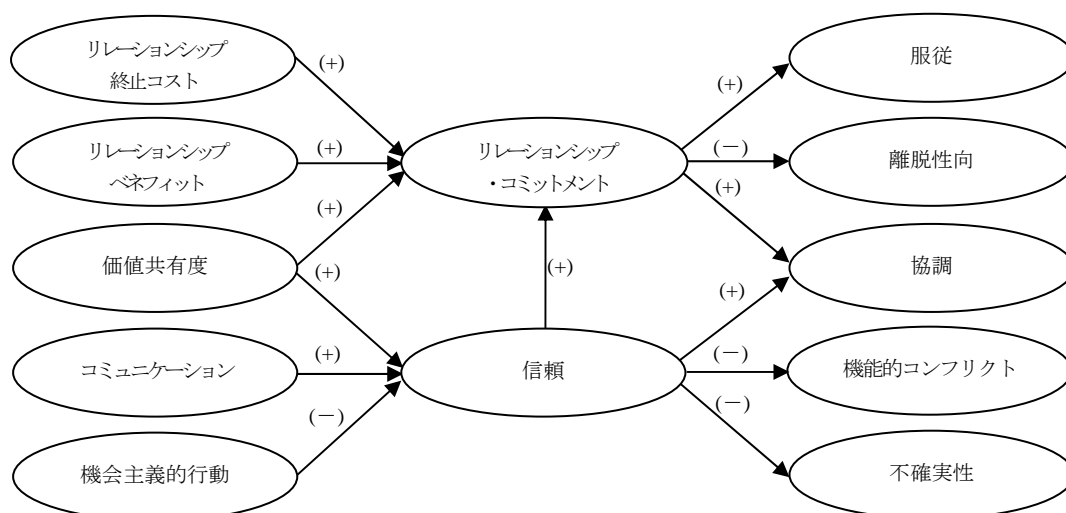 リレーションシップ
終止コスト
(+)
服従
(+)
リレーションシップ
ベネフィット
(+)
リレーションシップ
・コミットメント
(－)
離脱性向
(+)
(+)
価値共有度
(+)
(+)
(+)
協調
コミュニケーション
(+)
信頼
(－)
機能的コンフリクト
(－)
(－)
機会主義的行動
不確実性